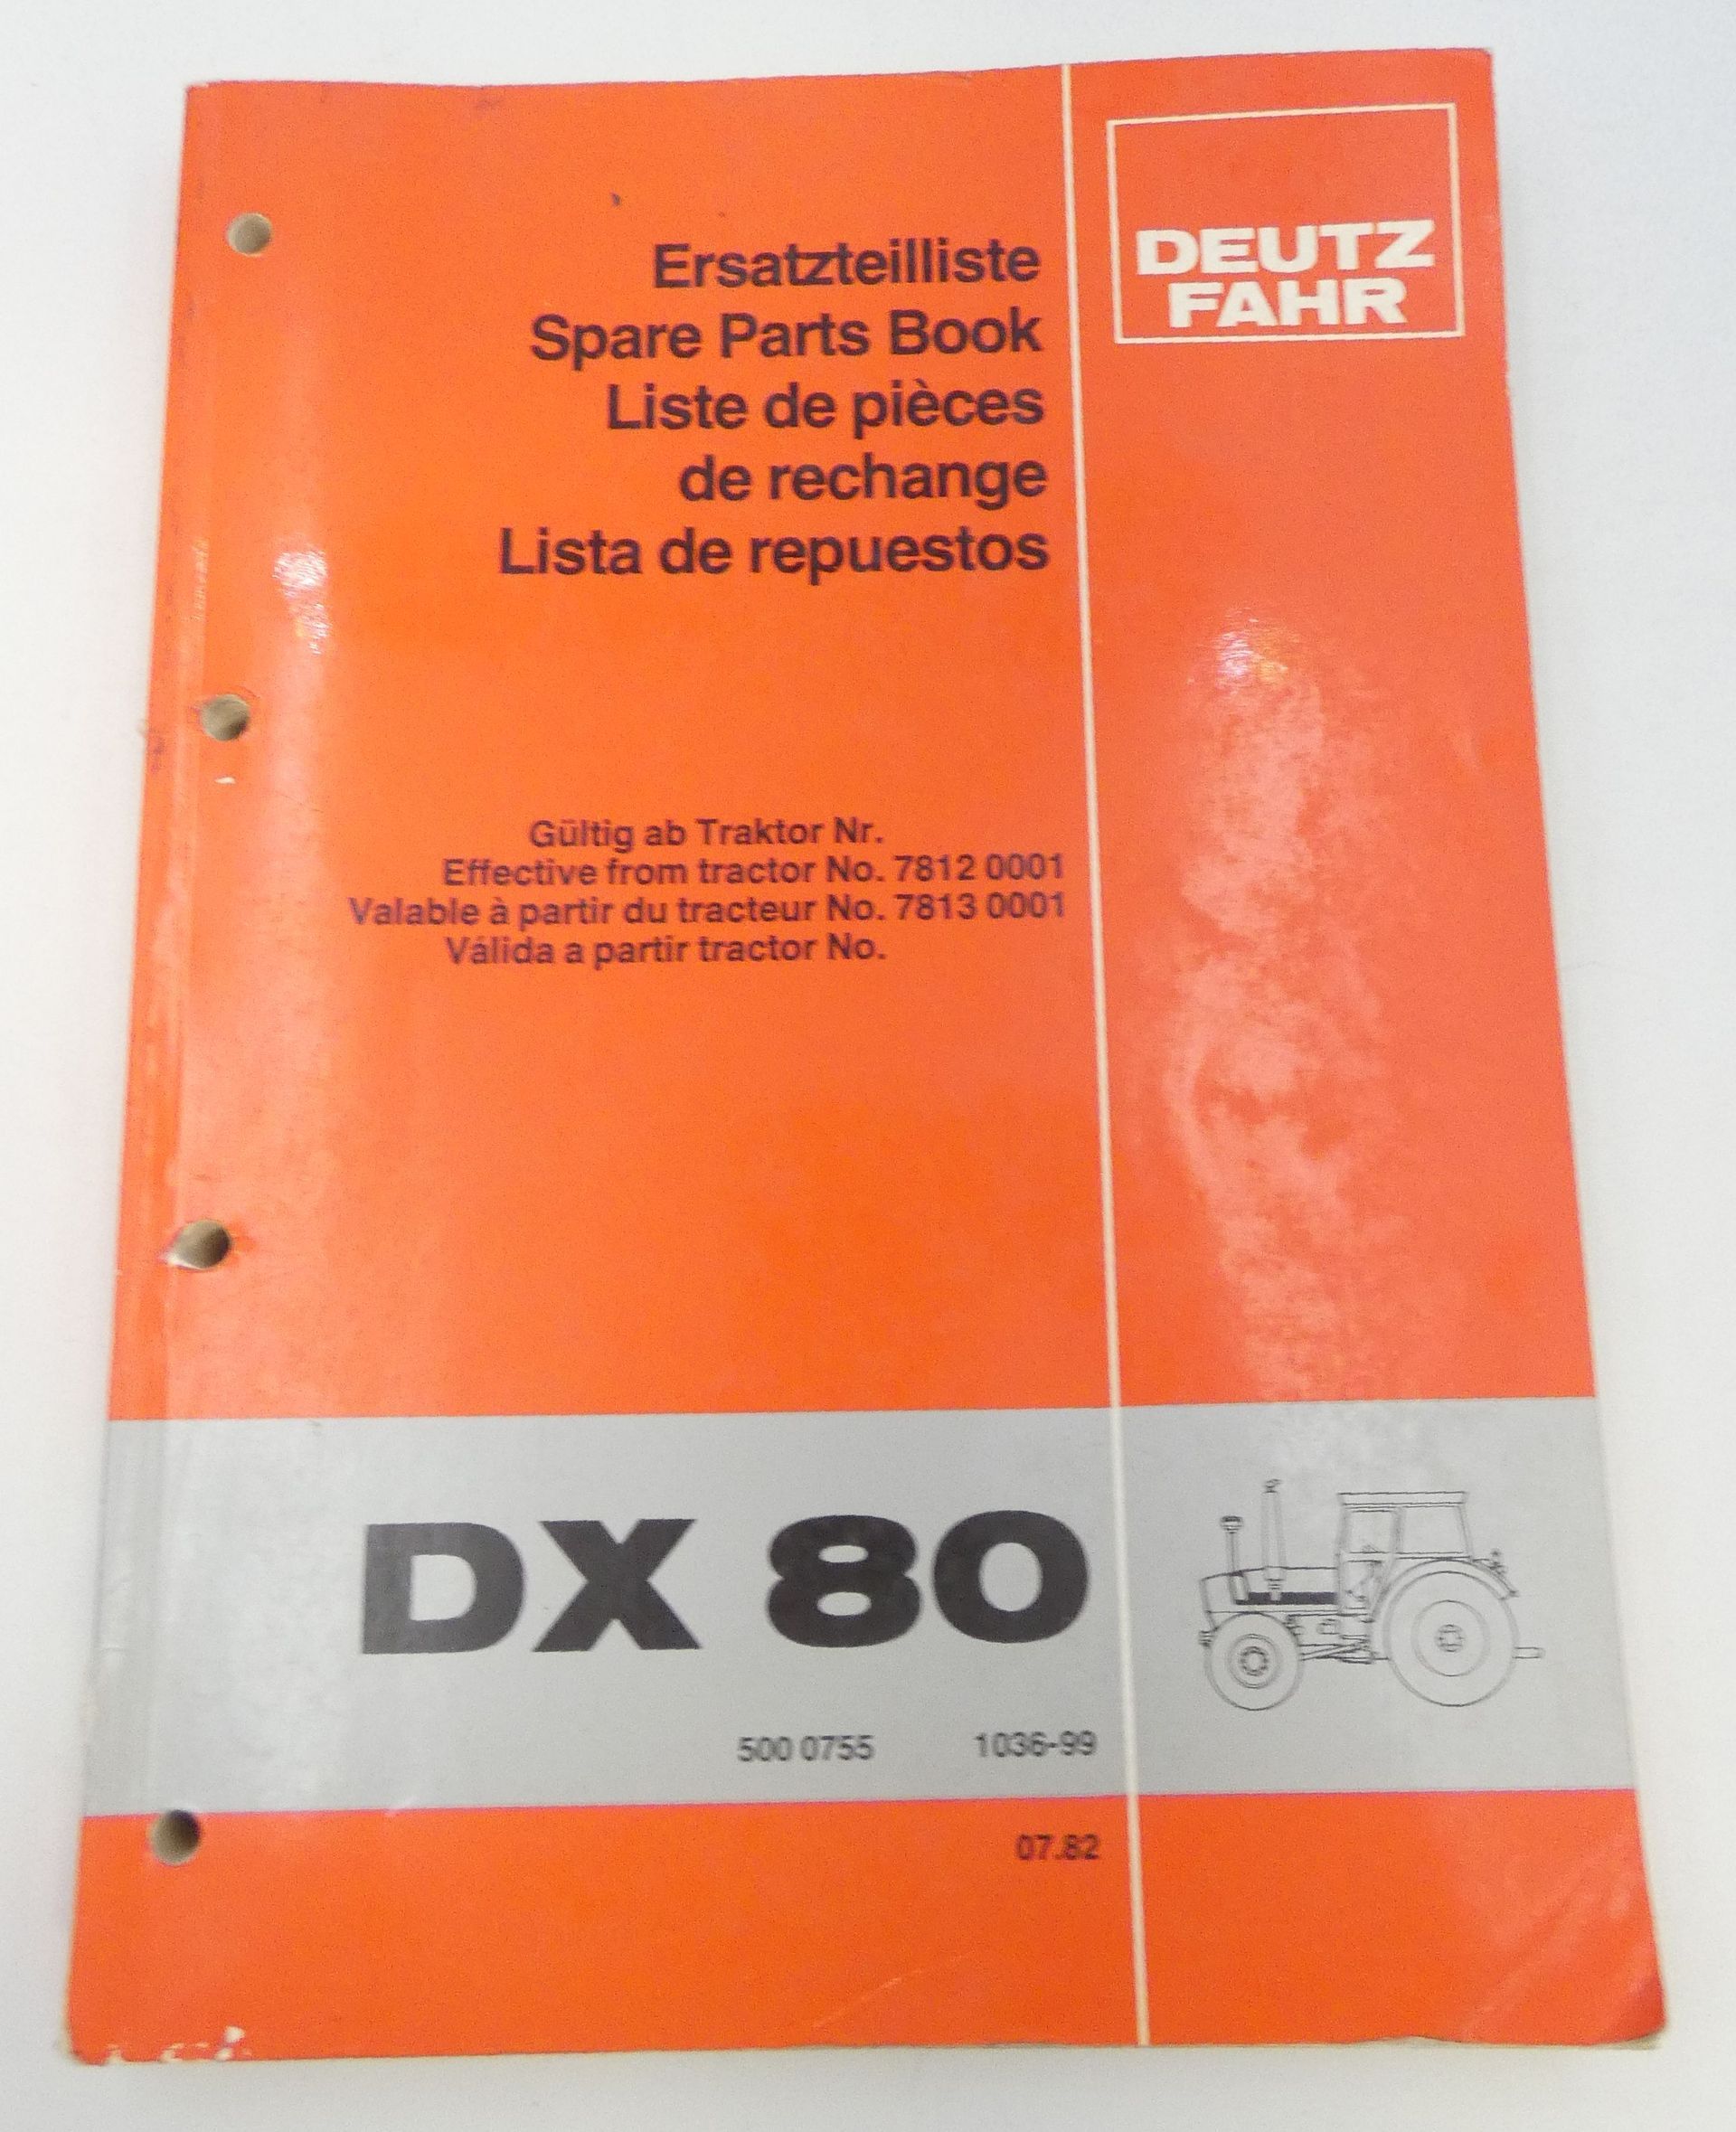 DEUTZ
FAHR
Ersatzteilliste
Spare Parts Book
Liste de pièces
de rechange
Lista de repuestos
Gültig ab Traktor Nr.
Effective from tractor No. 7812 0001
Valable à partir du tracteur No. 7813 0001
Válida a partir tractor No.
DX 80
500 0755 1036-99
07.82